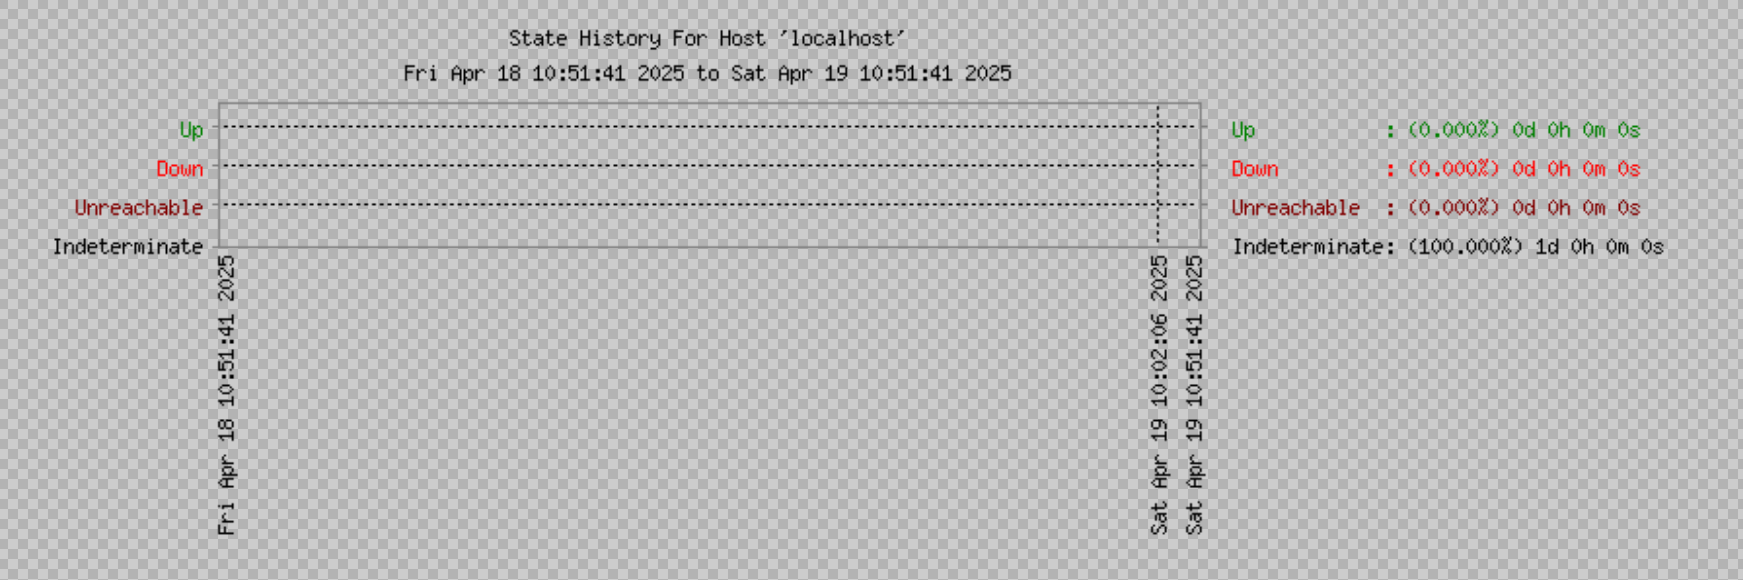 State History For Host 'localhost'
Fri Apr 18 10:51:41 2025 to Sat Apr 19 10:51:41 2025
Up
Down
Unreachable
Indeterminate
Up : (0.000%) 0d 0h 0m 0s
Down : (0.000%) 0d 0h 0m 0s
Unreachable : (0.000%) 0d 0h 0m 0s
Indeterminate: (100.000%) 1d 0h 0m 0s
Fri Apr 18 10:51:41 2025
Sat Apr 19 10:02:06 2025
Sat Apr 19 10:51:41 2025